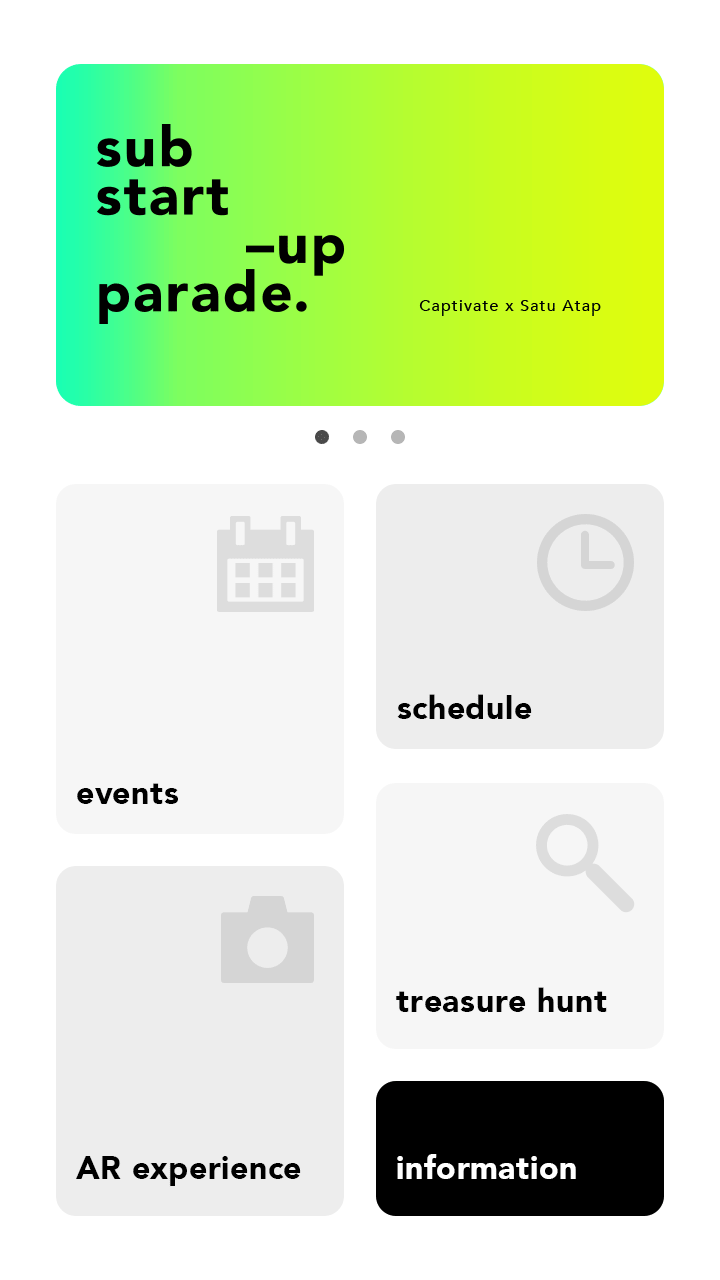 sub
start
–up
parade.
Captivate x Satu Atap
events
schedule
treasure hunt
AR experience
information